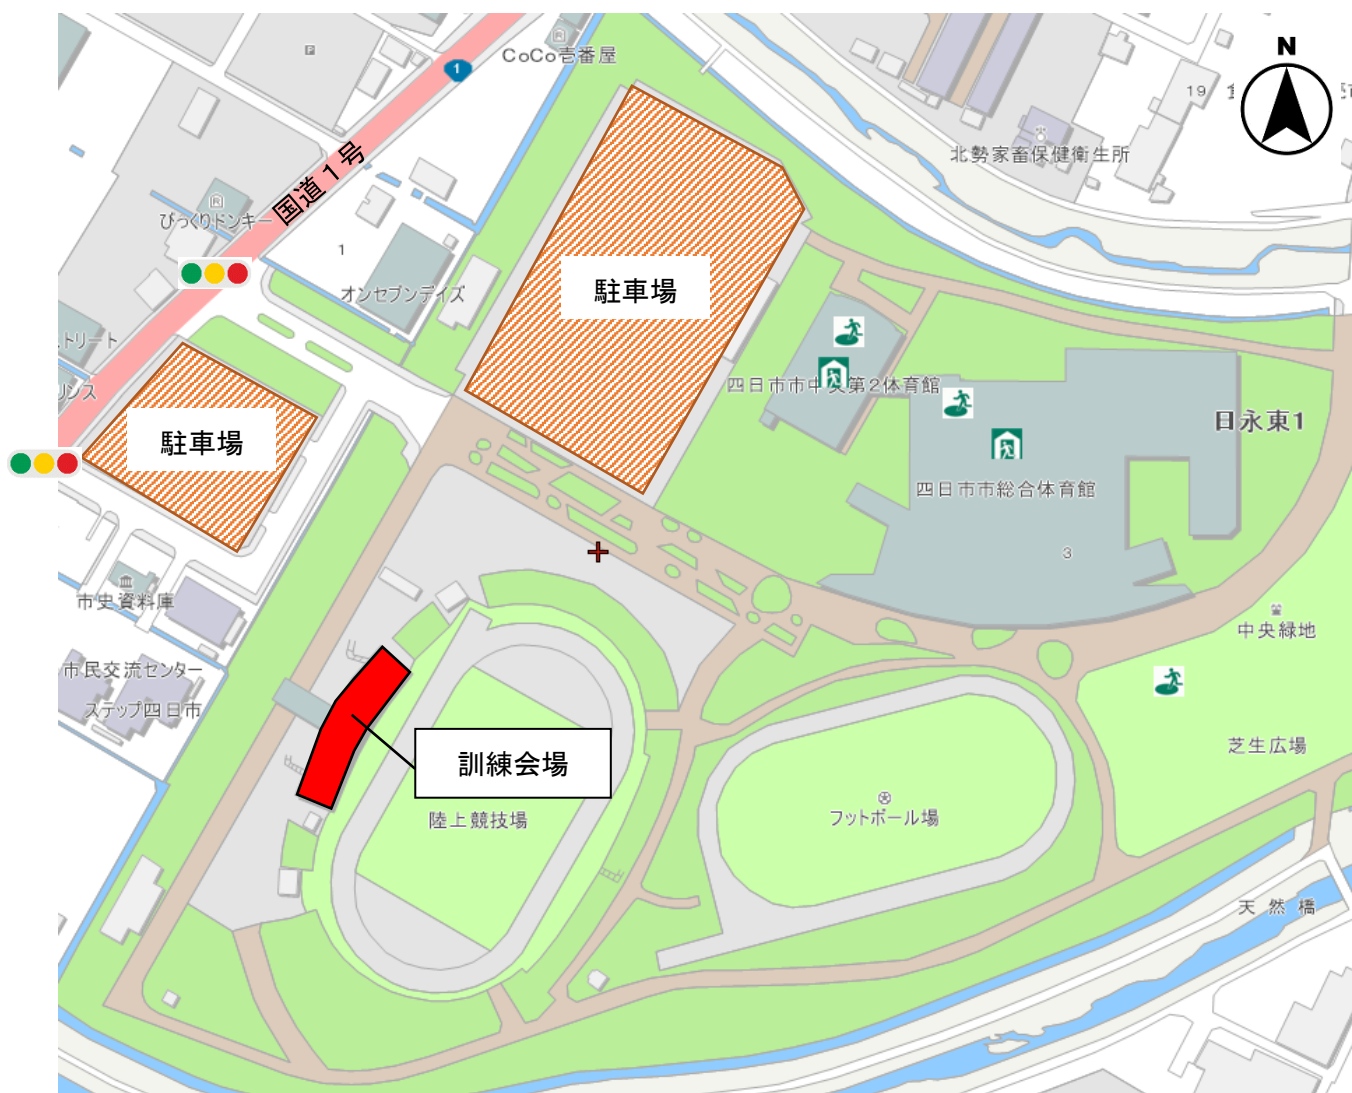 CoCo壱番屋
1
N
19
P
国道1号
北勢家畜保健衛生所
びっくりドンキー
1
オンセブンデイズ
駐車場
トリート
四日市市中央第2体育館
リンス
駐車場
日永東1
四日市市総合体育館
3
市史資料庫
中央緑地
市民交流センター
ステップ四日市
訓練会場
芝生広場
陸上競技場
フットボール場
天然橋